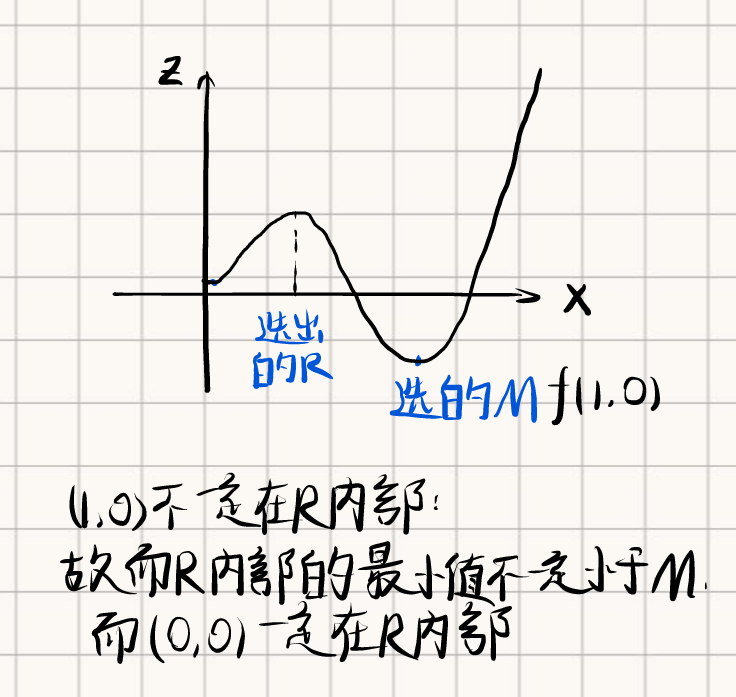 z
x
选出
的R
选的M f(1,0)
(1,0)不一定在R内部:
故而R内部的最小值不一定小于M.
而(0,0)一定在R内部